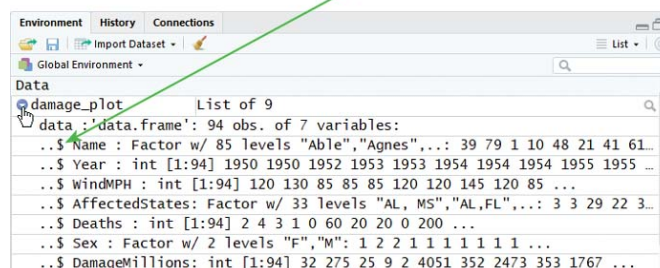 Environment History Connections
Import Dataset List
Global Environment
Data
damage_plot List of 9
data :'data.frame': 94 obs. of 7 variables:
..$ Name : Factor w/ 85 levels "Able","Agnes",..: 39 79 1 10 48 21 41 61…
..$ Year : int [1:94] 1950 1950 1952 1953 1953 1954 1954 1954 1955 1955 …
..$ WindMPH : int [1:94] 120 130 85 85 85 120 120 145 120 85 ...
..$ AffectedStates: Factor w/ 33 levels "AL, MS","AL,FL",..: 3 3 29 22 3…
..$ Deaths : int [1:94] 2 4 3 1 0 60 20 20 0 200 ...
..$ Sex : Factor w/ 2 levels "F","M": 1 2 2 1 1 1 1 1 1 1 ...
..$ DamageMillions: int [1:94] 32 275 25 9 2 4051 352 2473 353 1767 ...